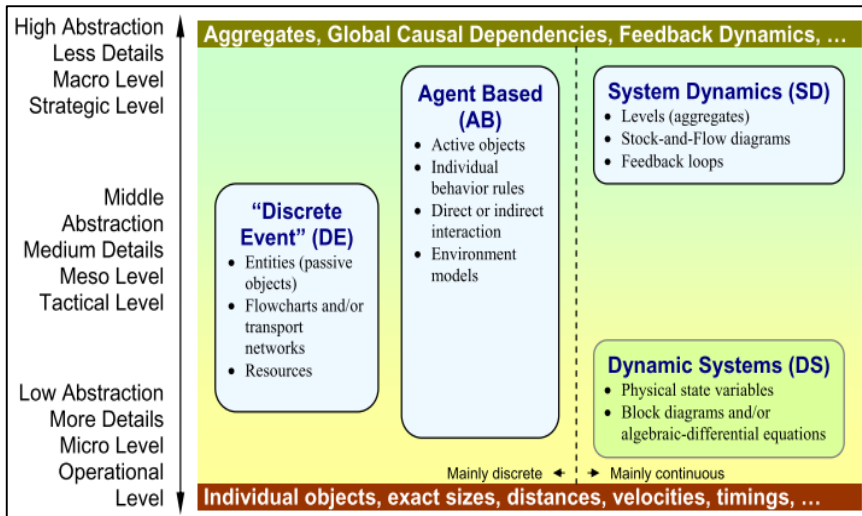 High Abstraction
Less Details
Macro Level
Strategic Level
Middle
Abstraction
Medium Details
Meso Level
Tactical Level
Low Abstraction
More Details
Micro Level
Operational
Level
Aggregates, Global Causal Dependencies, Feedback Dynamics, …
“Discrete
Event” (DE)
• Entities (passive
objects)
• Flowcharts and/or
transport
networks
• Resources
Agent Based
(AB)
• Active objects
• Individual
behavior rules
• Direct or indirect
interaction
• Environment
models
System Dynamics (SD)
• Levels (aggregates)
• Stock-and-Flow diagrams
• Feedback loops
Dynamic Systems (DS)
• Physical state variables
• Block diagrams and/or
algebraic-differential equations
Mainly discrete
Mainly continuous
Individual objects, exact sizes, distances, velocities, timings, …